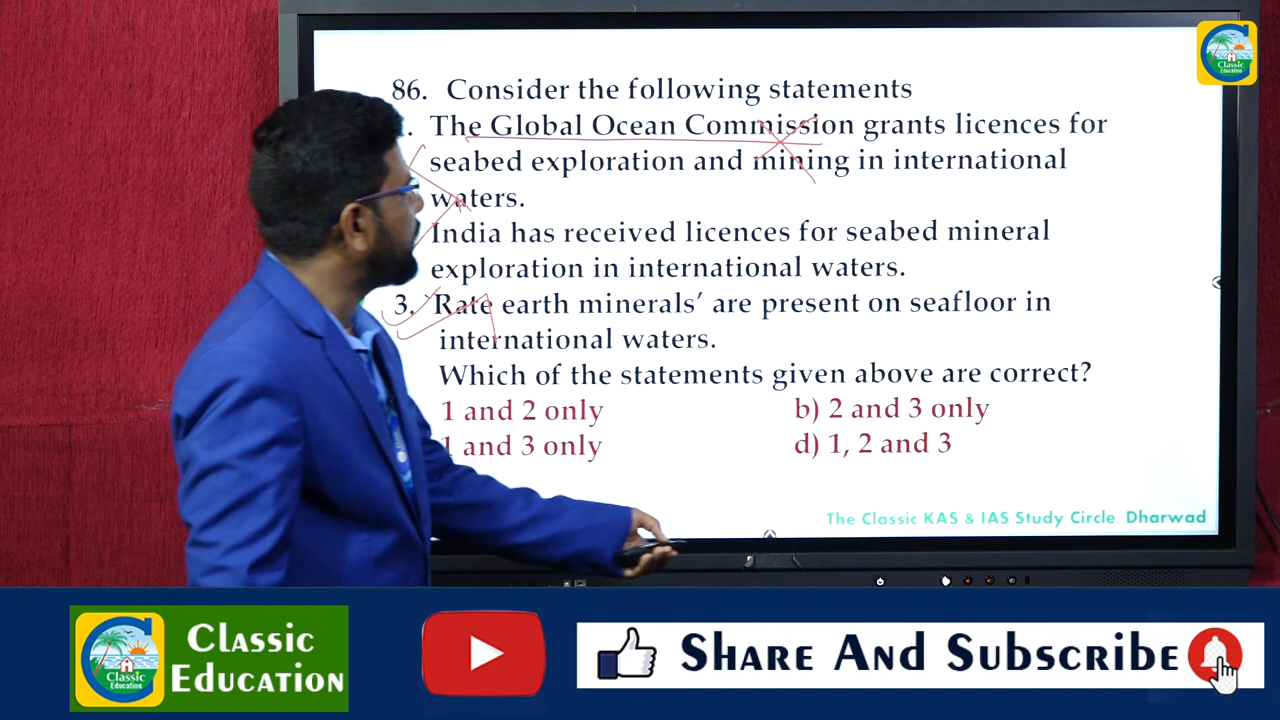 86. Consider the following statements
. The Global Ocean Commission grants licences for
seabed exploration and mining in international
waters.
India has received licences for seabed mineral
exploration in international waters.
3. 'Rate earth minerals' are present on seafloor in
international waters.
Which of the statements given above are correct?
1 and 2 only b) 2 and 3 only
1 and 3 only d) 1, 2 and 3
The Classic KAS & IAS Study Circle. Dharwad
Classic
Education
Classic
Education
Classic
Education
Share And Subscribe